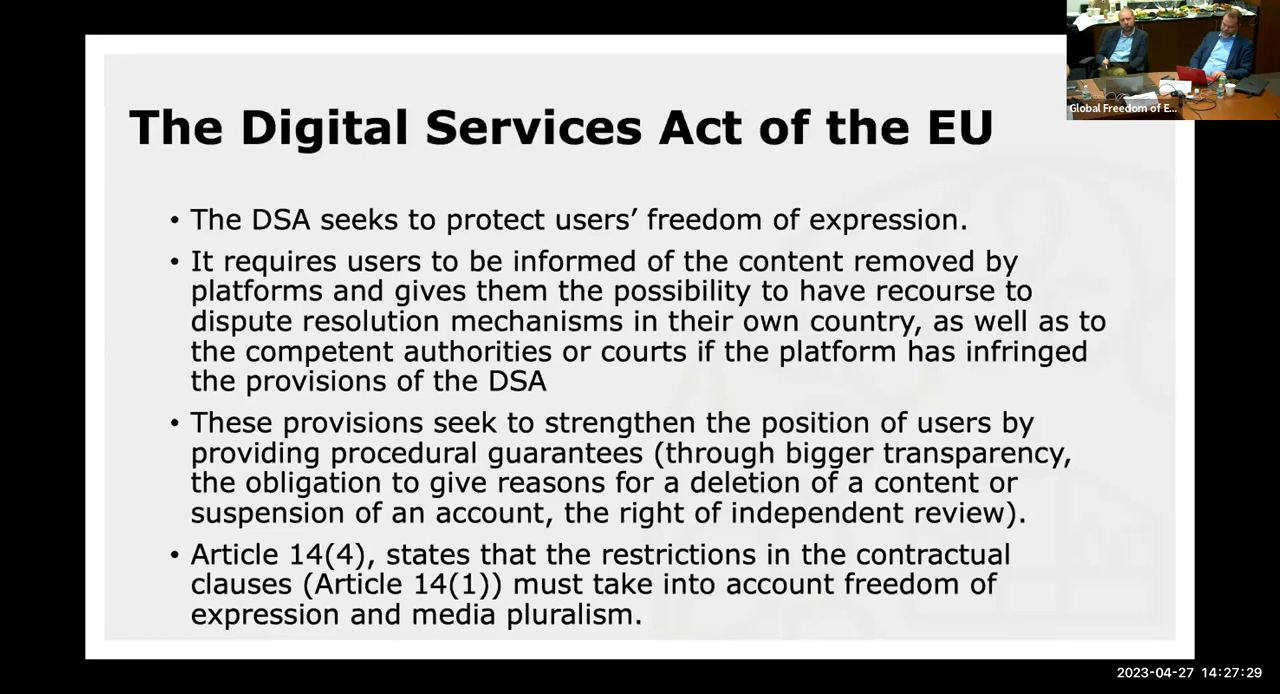 The Digital Services Act of the EU
• The DSA seeks to protect users’ freedom of expression.
• It requires users to be informed of the content removed by
platforms and gives them the possibility to have recourse to
dispute resolution mechanisms in their own country, as well as to
the competent authorities or courts if the platform has infringed
the provisions of the DSA
• These provisions seek to strengthen the position of users by
providing procedural guarantees (through bigger transparency,
the obligation to give reasons for a deletion of a content or
suspension of an account, the right of independent review).
• Article 14(4), states that the restrictions in the contractual
clauses (Article 14(1)) must take into account freedom of
expression and media pluralism.
Global Freedom of E...
2023-04-27 14:27:29